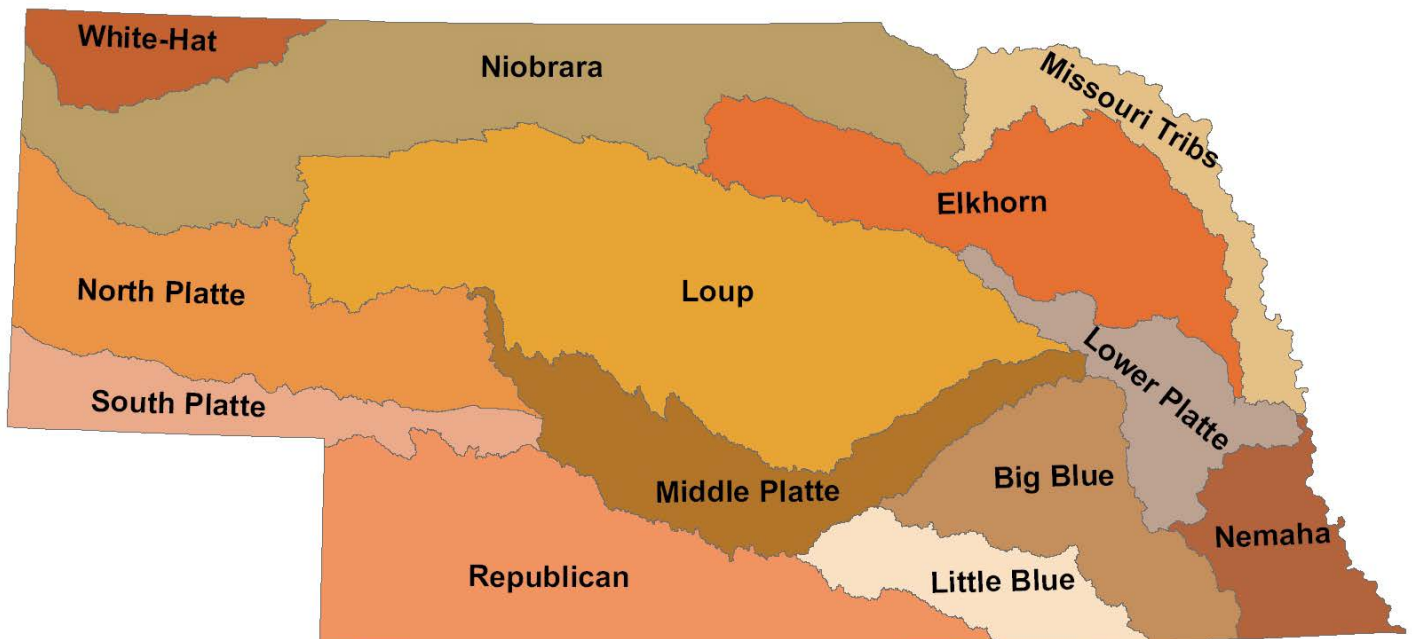 White-Hat
Niobrara
Missouri Tribs
Elkhorn
North Platte
Loup
Lower Platte
South Platte
Middle Platte
Big Blue
Nemaha
Republican
Little Blue